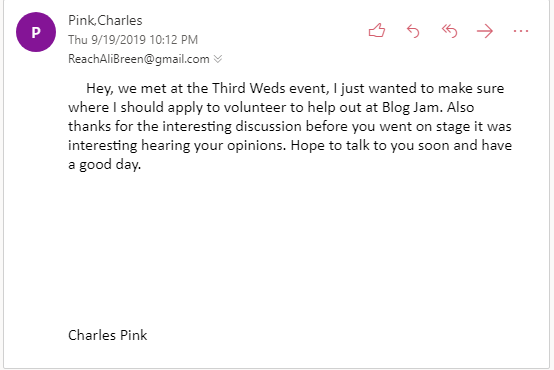 Pink,Charles
P
Thu 9/19/2019 10:12 PM
ReachAliBreen@gmail.com
Hey, we met at the Third Weds event, I just wanted to make sure
where I should apply to volunteer to help out at Blog Jam. Also
thanks for the interesting discussion before you went on stage it was
interesting hearing your opinions. Hope to talk to you soon and have
a good day.
Charles Pink